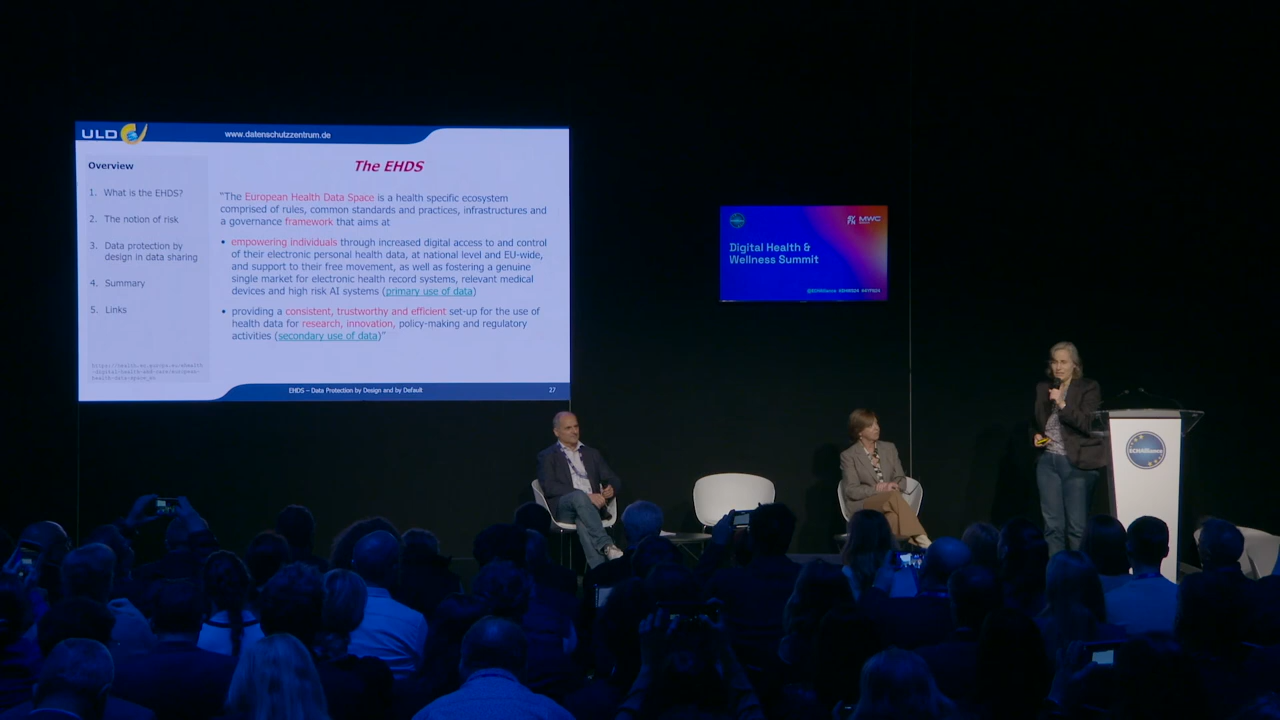 ULD
www.datenschutzzentrum.de
Overview
1. What is the EHDS?
2. The notion of risk
3. Data protection by
design in data sharing
4. Summary
5. Links
The EHDS
“The European Health Data Space is a health specific ecosystem
comprised of rules, common standards and practices, infrastructures and
a governance framework that aims at
• empowering individuals through increased digital access to and control
of their electronic personal health data, at national level and EU-wide,
and support to their free movement, as well as fostering a genuine
single market for electronic health record systems, relevant medical
devices and high risk AI systems (primary use of data)
• providing a consistent, trustworthy and efficient set-up for the use of
health data for research, innovation, policy-making and regulatory
activities (secondary use of data)”
EHDS – Data Protection by Design and by Default
27
MWC
Digital Health &
Wellness Summit
ECHAlliance